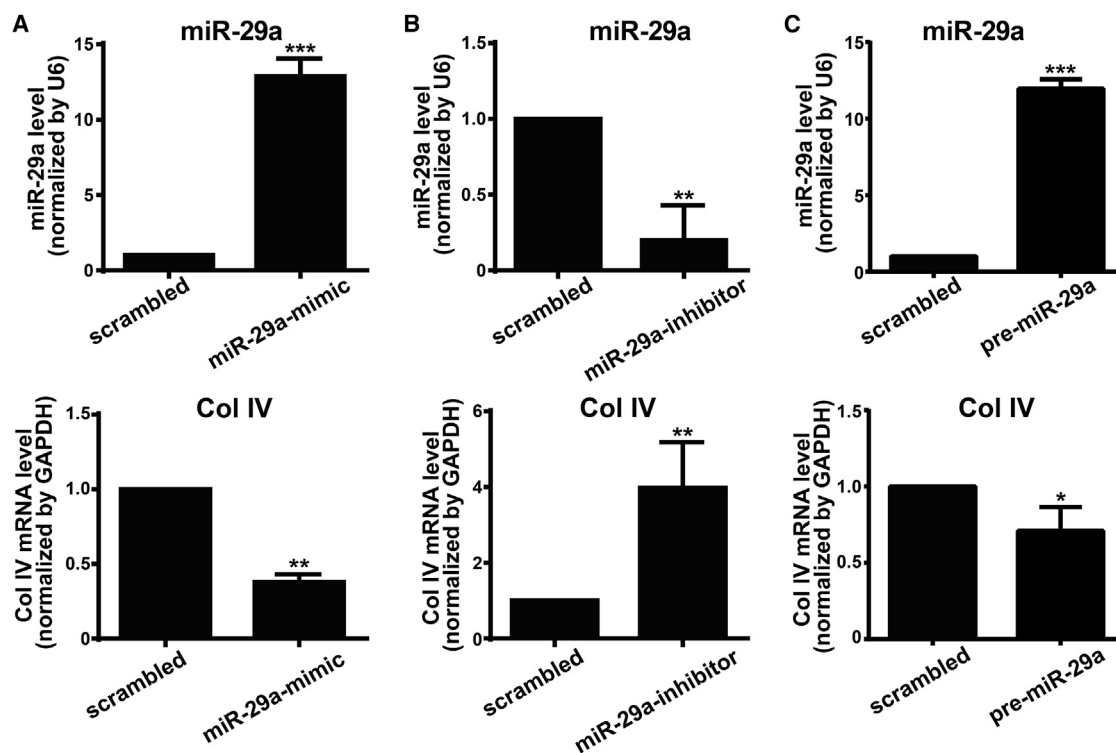 A
miR-29a
miR-29a level
(normalized by U6)
15
10
5
0
***
scrambled
miR-29a-mimic
B
miR-29a
miR-29a level
(normalized by U6)
1.5
1.0
0.5
0
**
scrambled
miR-29a-inhibitor
C
miR-29a
miR-29a level
(normalized by U6)
15
10
5
0
***
scrambled
pre-miR-29a
Col IV
Col IV mRNA level
(normalized by GAPDH)
1.5
1.0
0.5
0
**
scrambled
miR-29a-mimic
Col IV
Col IV mRNA level
(normalized by GAPDH)
6
4
2
0
**
scrambled
miR-29a-inhibitor
Col IV
Col IV mRNA level
(normalized by GAPDH)
1.5
1.0
0.5
0
*
scrambled
pre-miR-29a